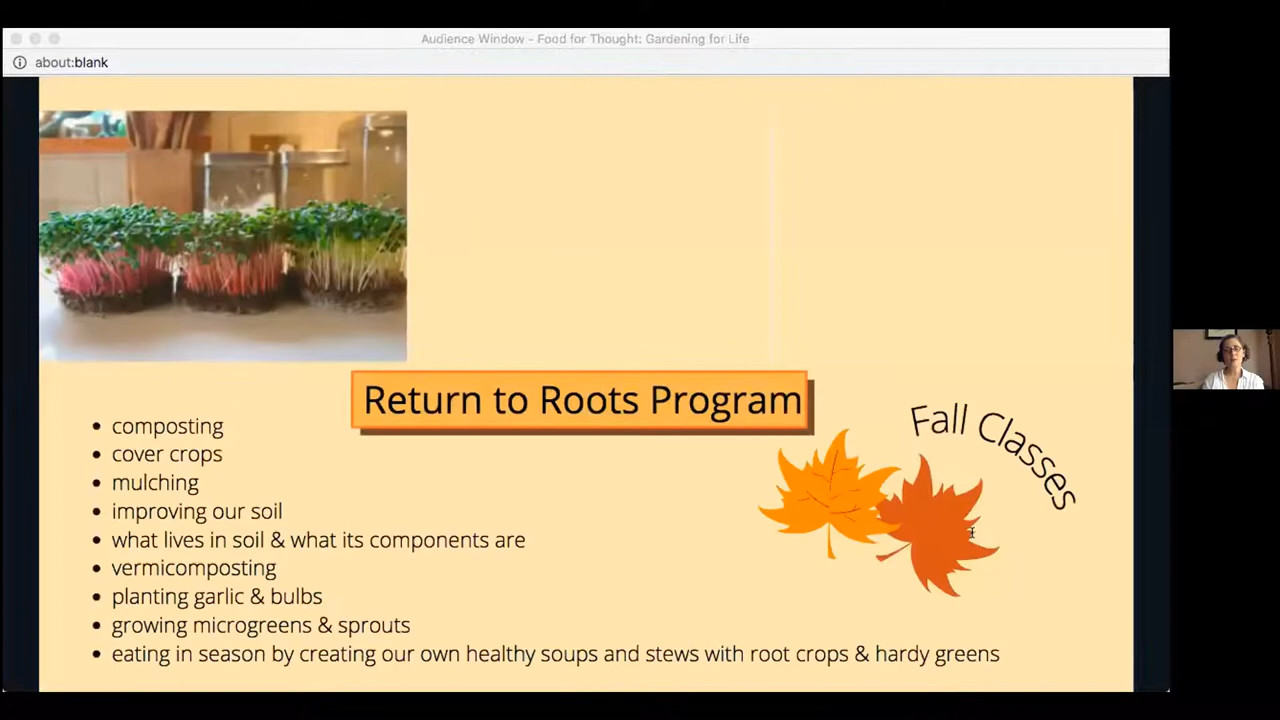 Audience Window - Food for Thought: Gardening for Life
about:blank
Return to Roots Program
Fall Classes
• composting
• cover crops
• mulching
• improving our soil
• what lives in soil & what its components are
• vermicomposting
• planting garlic & bulbs
• growing microgreens & sprouts
• eating in season by creating our own healthy soups and stews with root crops & hardy greens